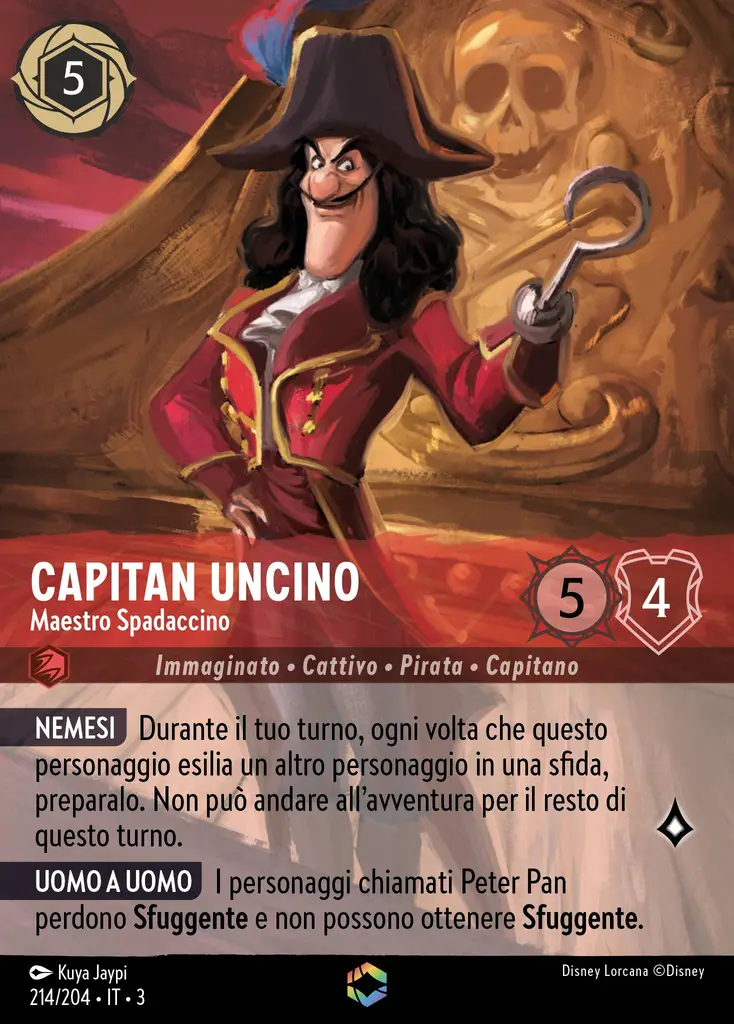 5
CAPITAN UNCINO
Maestro Spadaccino
5
4
Immaginato • Cattivo • Pirata • Capitano
NEMESI Durante il tuo turno, ogni volta che questo
personaggio esilia un altro personaggio in una sfida,
preparalo. Non può andare all'avventura per il resto di
questo turno.
UOMO A UOMO I personaggi chiamati Peter Pan
perdono Sfuggente e non possono ottenere Sfuggente.
Kuya Jaypi
Disney Lorcana ©Disney
214/204 • IT • 3